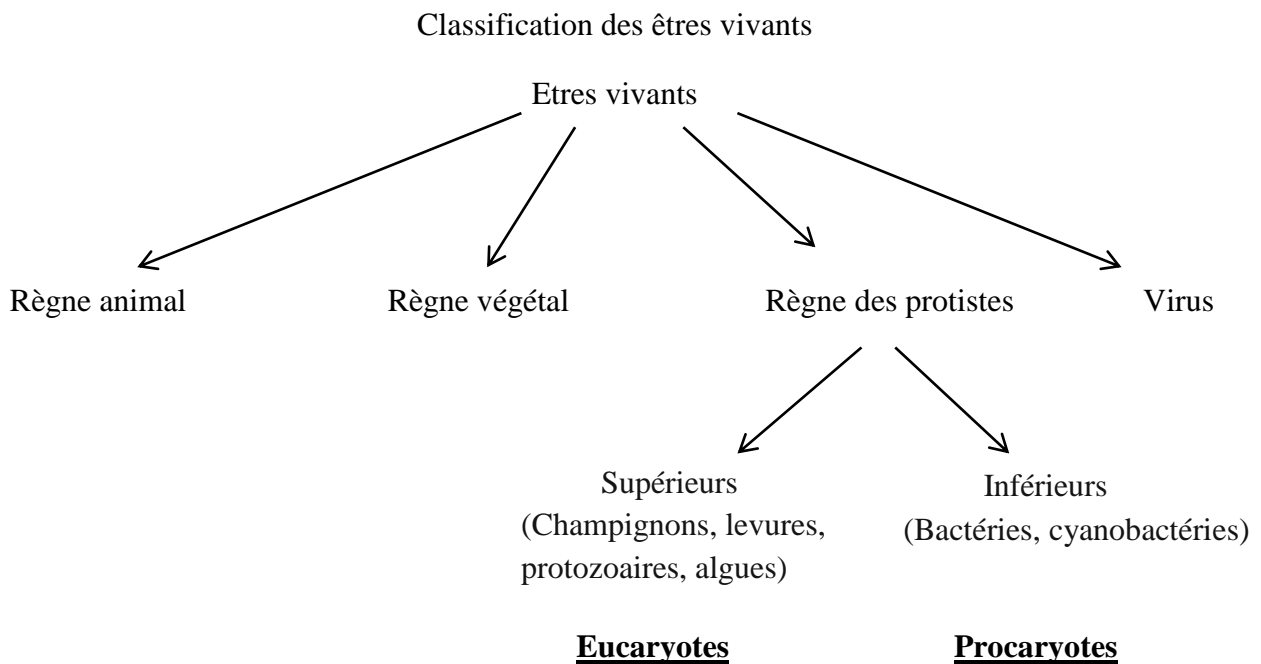 Classification des êtres vivants
Etres vivants
Règne animal
Règne végétal
Règne des protistes
Virus
Supérieurs
(Champignons, levures,
protozoaires, algues)
Inférieurs
(Bactéries, cyanobactéries)
Eucaryotes
Procaryotes